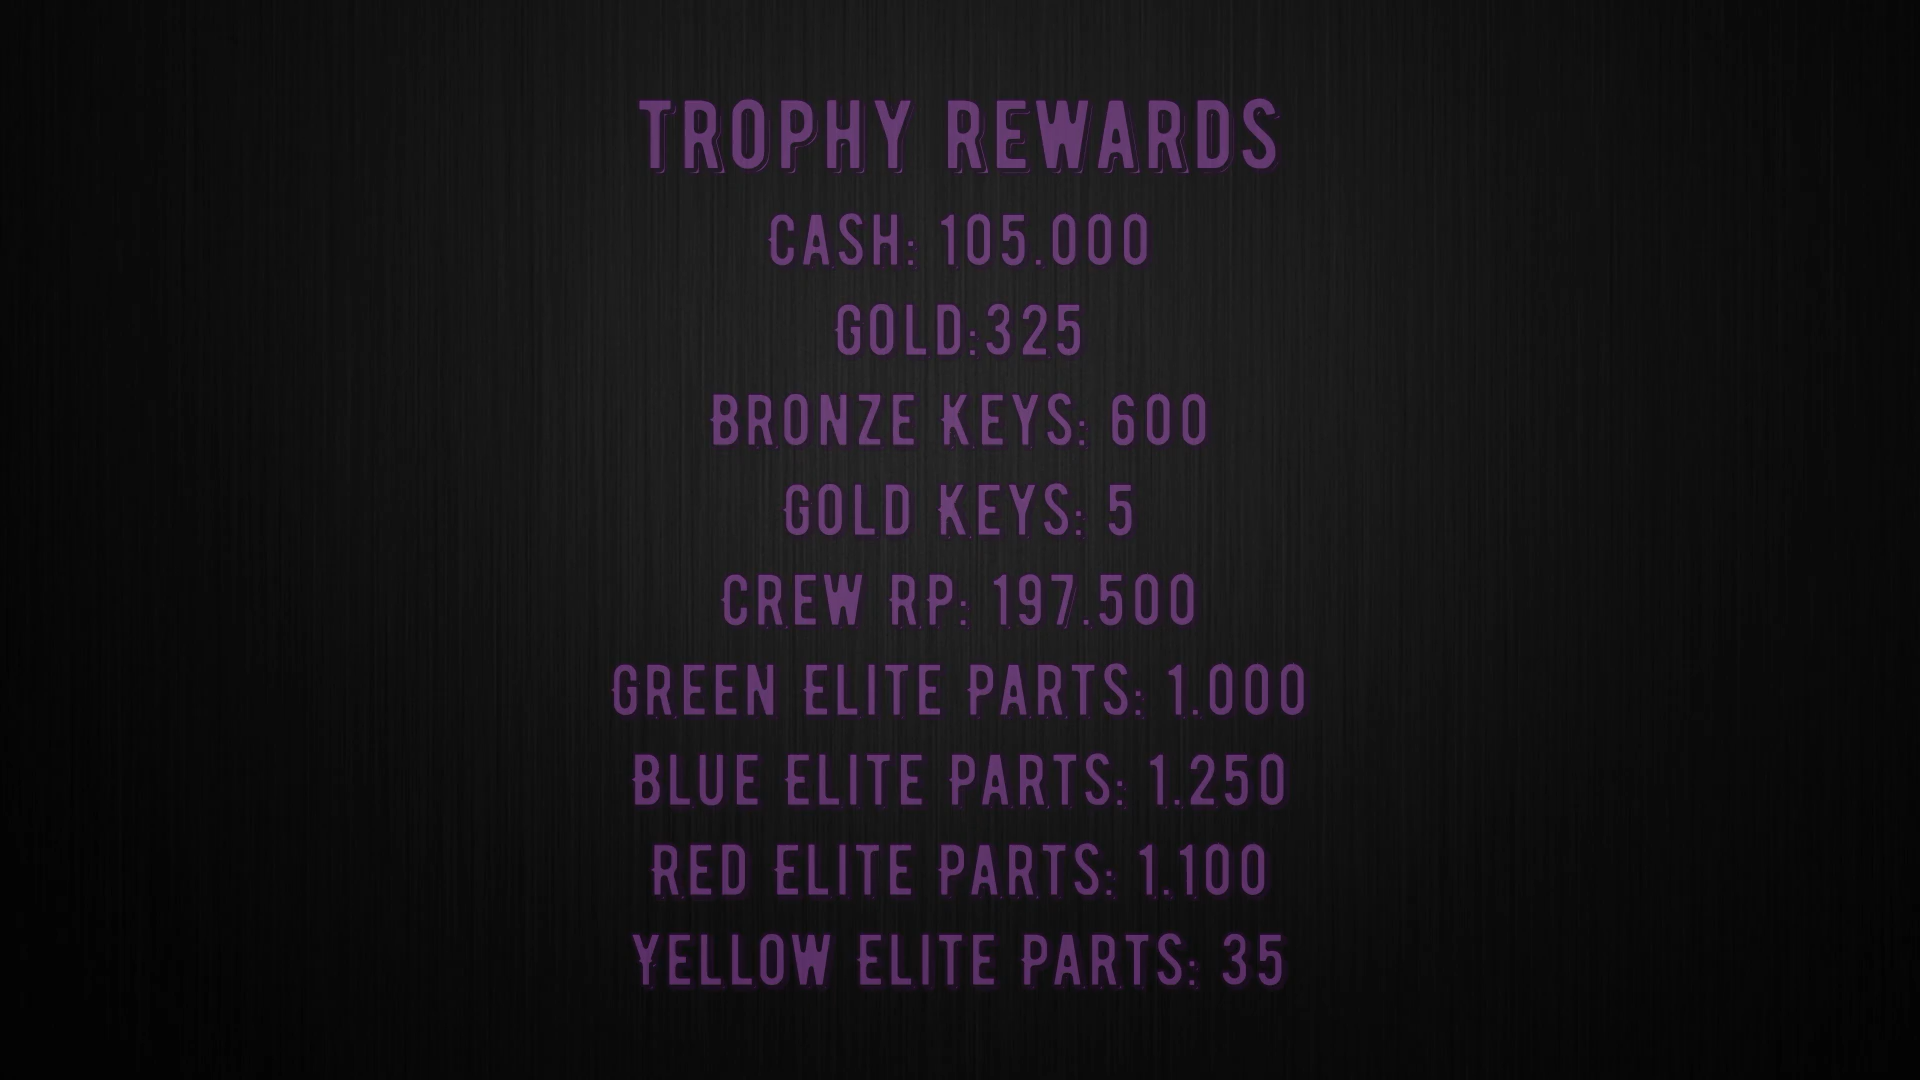 TROPHY REWARDS
CASH: 105.000
GOLD:325
BRONZE KEYS: 600
GOLD KEYS: 5
CREW RP: 197.500
GREEN ELITE PARTS: 1.000
BLUE ELITE PARTS: 1.250
RED ELITE PARTS: 1.100
YELLOW ELITE PARTS: 35